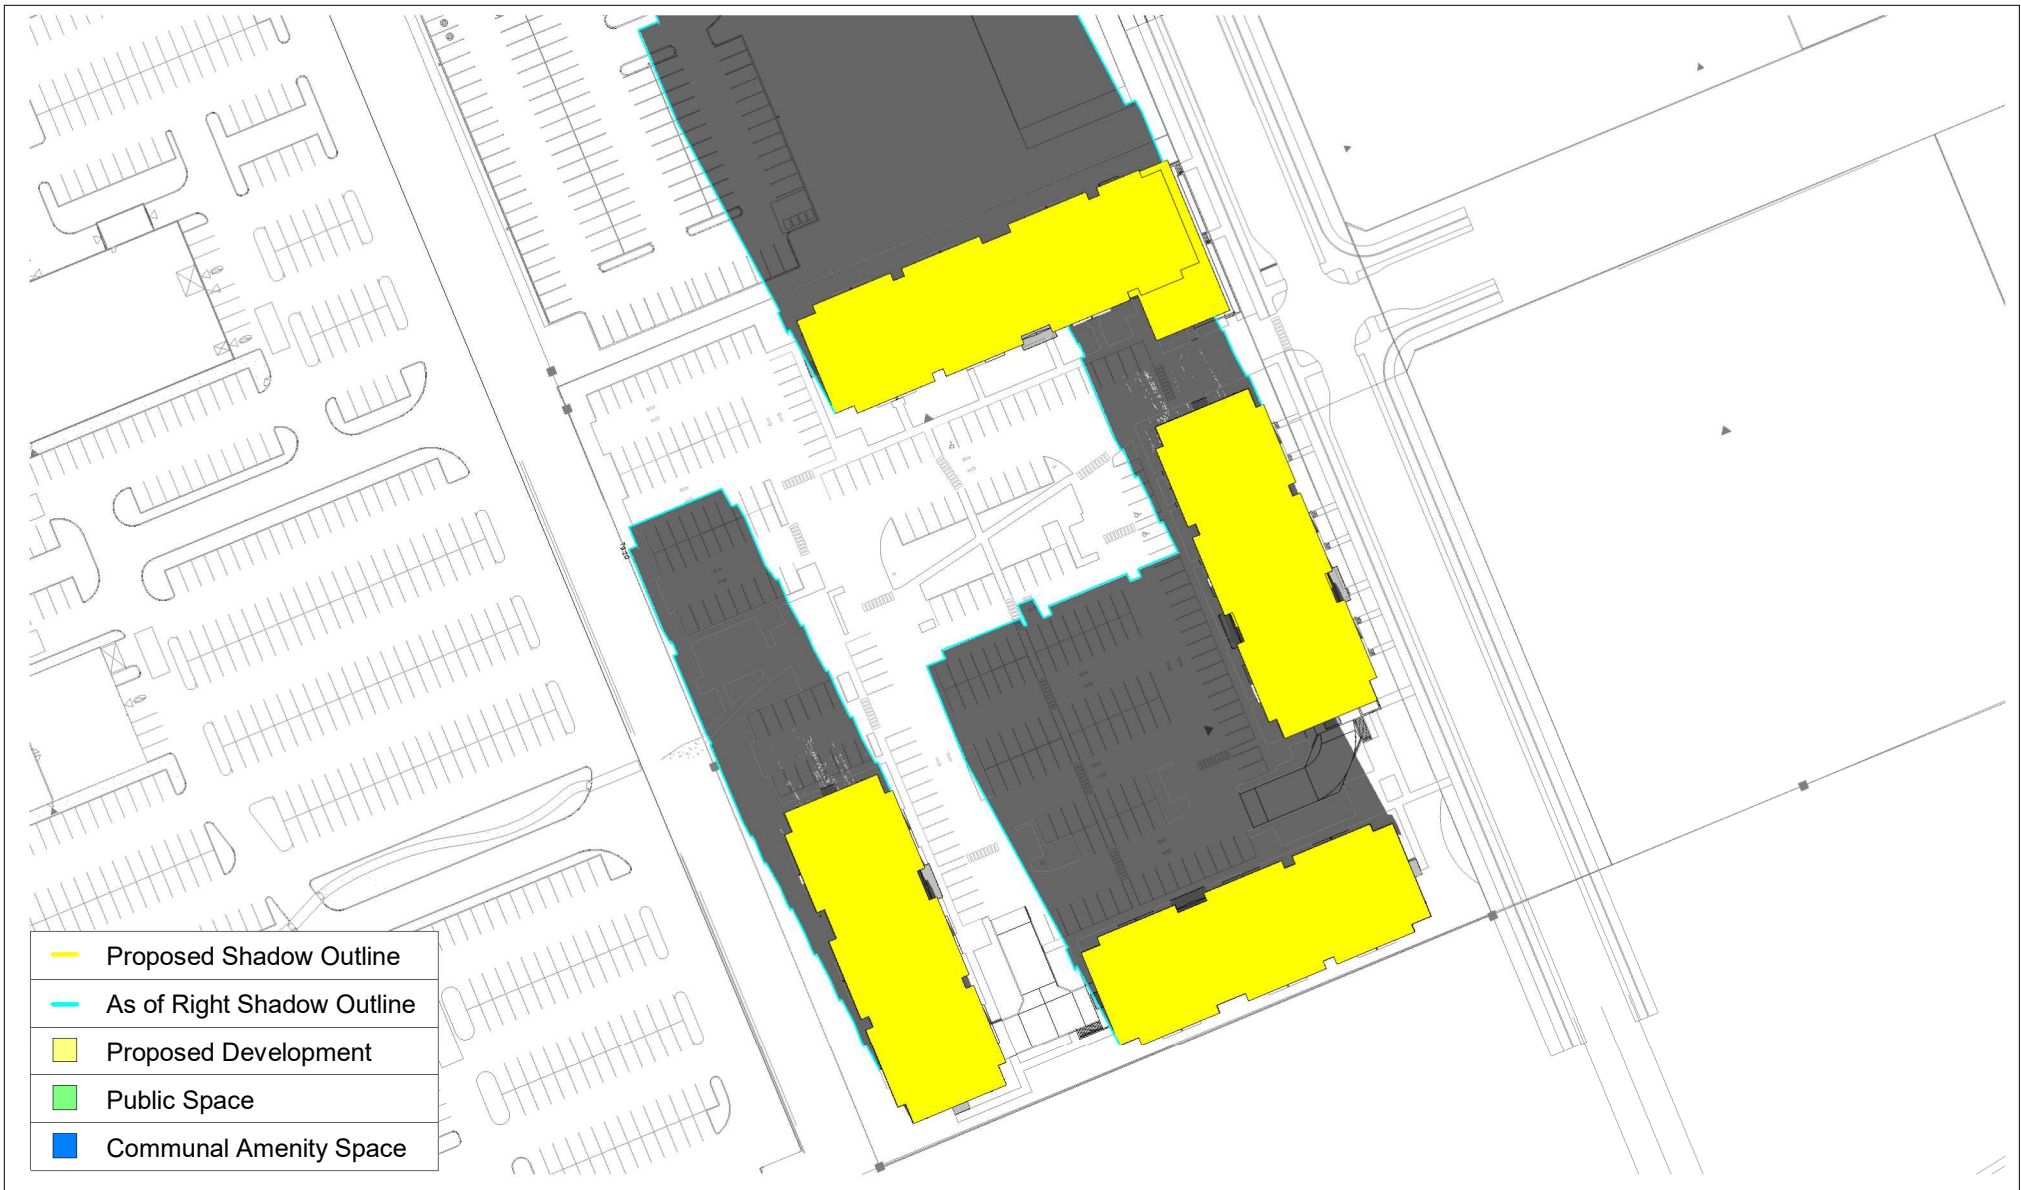 Proposed Shadow Outline
As of Right Shadow Outline
Proposed Development
Public Space
Communal Amenity Space